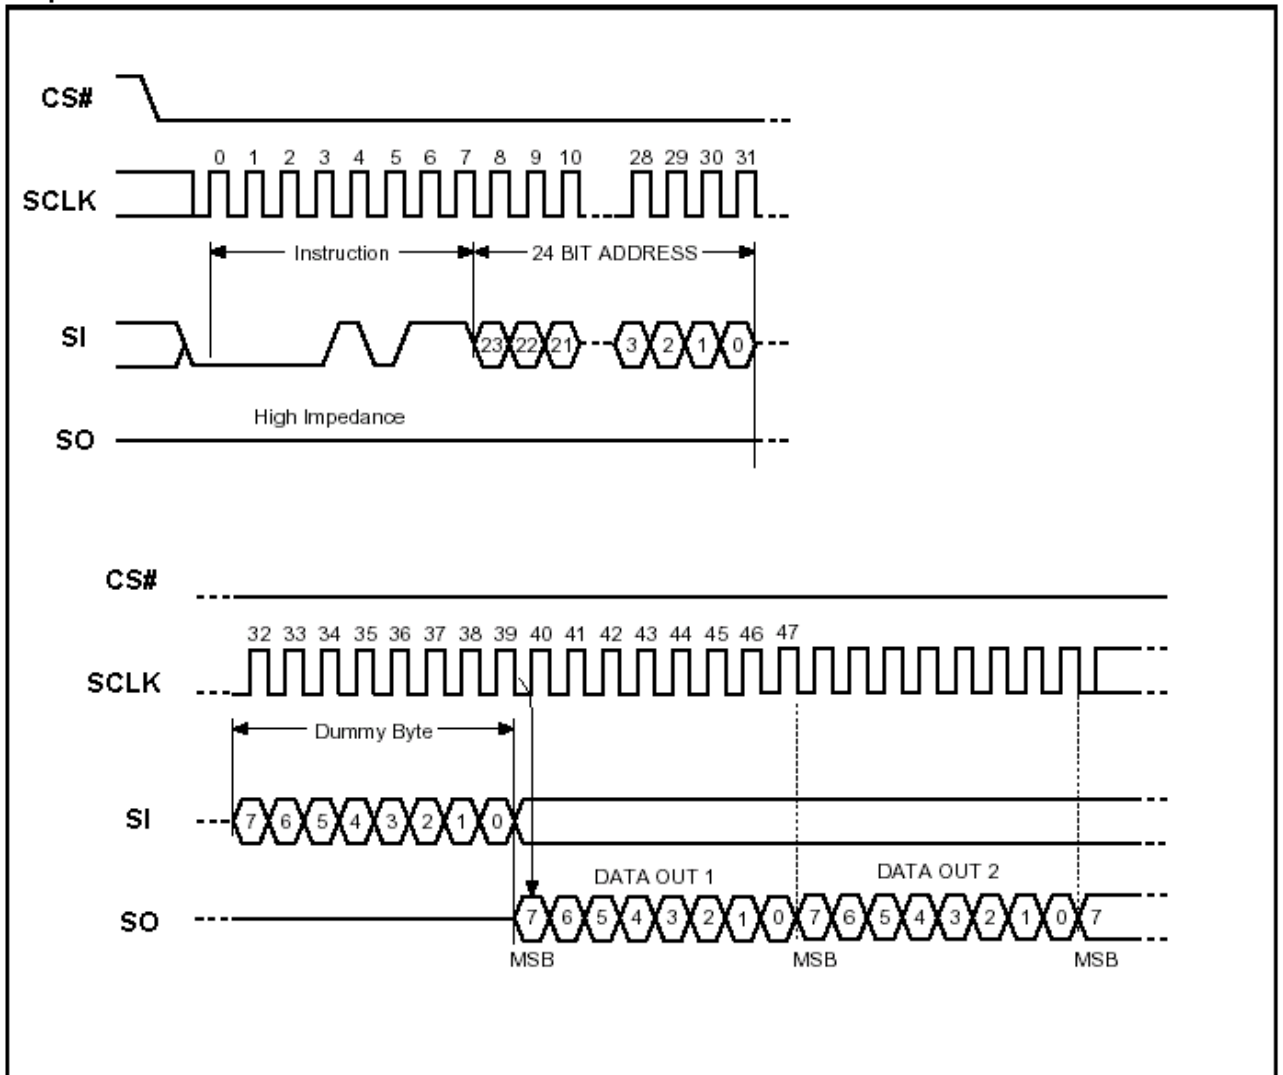 CS#
0 1 2 3 4 5 6 7 8 9 10 28 29 30 31
SCLK
Instruction 24 BIT ADDRESS
SI
23 22 21 3 2 1 0
High Impedance
SO
CS#
32 33 34 35 36 37 38 39 40 41 42 43 44 45 46 47
SCLK
Dummy Byte
SI
7 6 5 4 3 2 1 0
DATA OUT 1 DATA OUT 2
SO
7 6 5 4 3 2 1 0 7 6 5 4 3 2 1 0 7
MSB MSB MSB